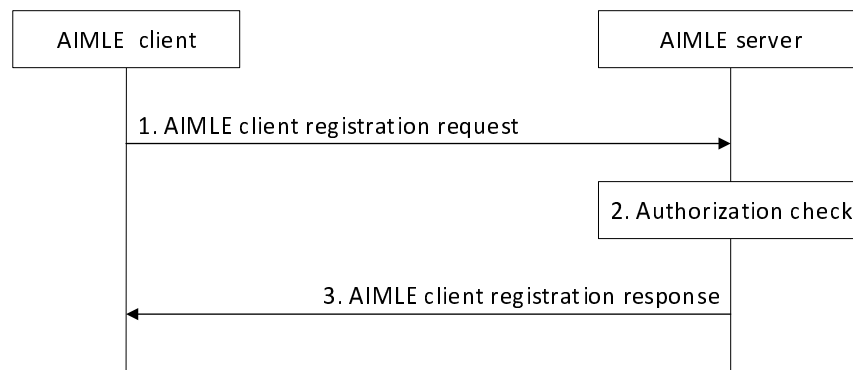 AIMLE client
AIMLE server
1. AIMLE client registration request
2. Authorization check
3. AIMLE client registration response